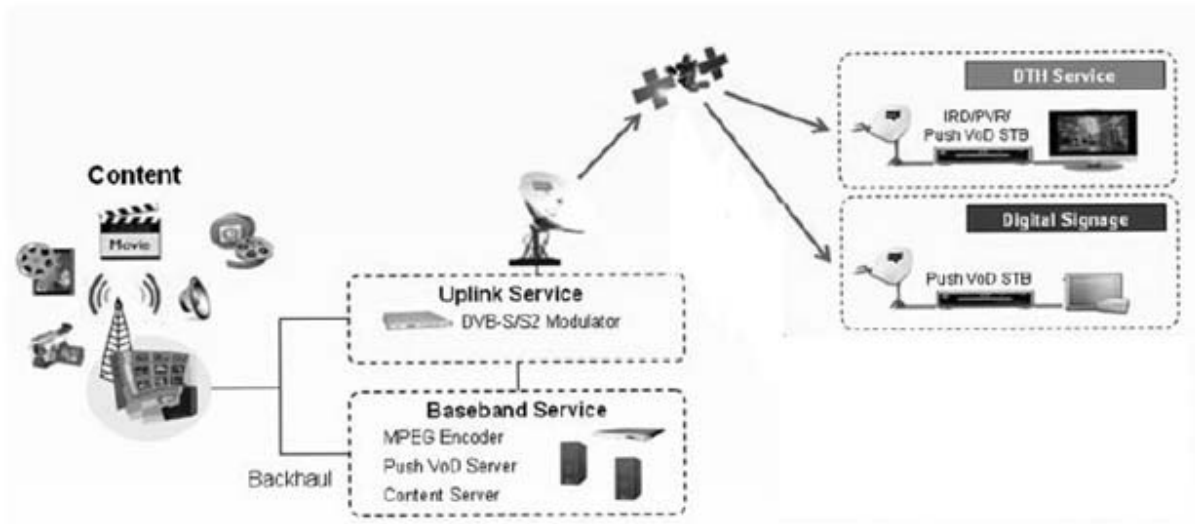 Content
Movie
Backhaul
Uplink Service
DVB-S/S2 Modulator
Baseband Service
MPEG Encoder
Push VoD Server
Content Server
DTH Service
IRD/PVR/
Push VoD STB
Digital Signage
Push VoD STB